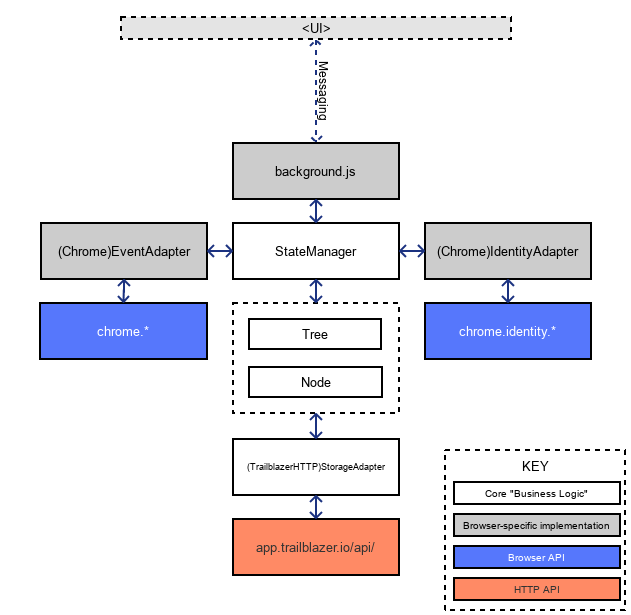 <UI>
Messaging
background.js
(Chrome)EventAdapter
StateManager
(Chrome)IdentityAdapter
chrome.*
chrome.identity.*
Tree
Node
(TrailblazerHTTP)StorageAdapter
app.trailblazer.io/api/
KEY
Core "Business Logic"
Browser-specific implementation
Browser API
HTTP API